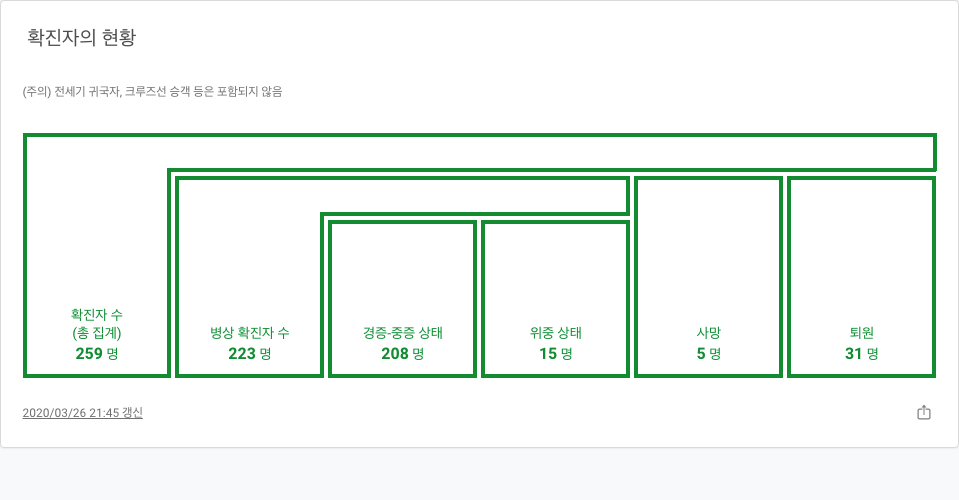 확진자의 현황
(주의) 전세기 귀국자, 크루즈선 승객 등은 포함되지 않음
확진자 수
(총 집계)
259 명
병상 확진자 수
223 명
경증-중증 상태
208 명
위중 상태
15 명
사망
5 명
퇴원
31 명
2020/03/26 21:45 갱신